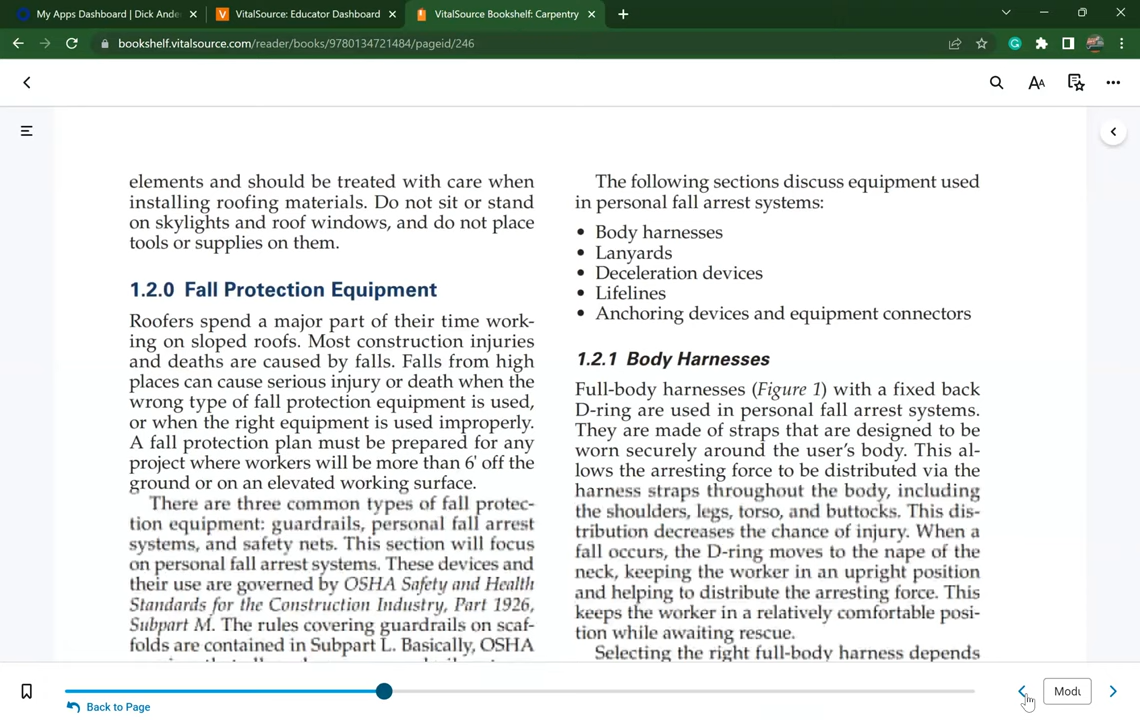 My Apps Dashboard | Dick Ande
VitalSource: Educator Dashboard
VitalSource Bookshelf: Carpentry
bookshelf.vitalsource.com/reader/books/9780134721484/pageid/246
elements and should be treated with care when
installing roofing materials. Do not sit or stand
on skylights and roof windows, and do not place
tools or supplies on them.
1.2.0 Fall Protection Equipment
Roofers spend a major part of their time work-
ing on sloped roofs. Most construction injuries
and deaths are caused by falls. Falls from high
places can cause serious injury or death when the
wrong type of fall protection equipment is used,
or when the right equipment is used improperly.
A fall protection plan must be prepared for any
project where workers will be more than 6' off the
ground or on an elevated working surface.
There are three common types of fall protec-
tion equipment: guardrails, personal fall arrest
systems, and safety nets. This section will focus
on personal fall arrest systems. These devices and
their use are governed by OSHA Safety and Health
Standards for the Construction Industry, Part 1926,
Subpart M. The rules covering guardrails on scaf-
folds are contained in Subpart L. Basically, OSHA
The following sections discuss equipment used
in personal fall arrest systems:
• Body harnesses
• Lanyards
• Deceleration devices
• Lifelines
• Anchoring devices and equipment connectors
1.2.1 Body Harnesses
Full-body harnesses (Figure 1) with a fixed back
D-ring are used in personal fall arrest systems.
They are made of straps that are designed to be
worn securely around the user's body. This al-
lows the arresting force to be distributed via the
harness straps throughout the body, including
the shoulders, legs, torso, and buttocks. This dis-
tribution decreases the chance of injury. When a
fall occurs, the D-ring moves to the nape of the
neck, keeping the worker in an upright position
and helping to distribute the arresting force. This
keeps the worker in a relatively comfortable posi-
tion while awaiting rescue.
Selecting the right full-body harness depends
Back to Page
Modu